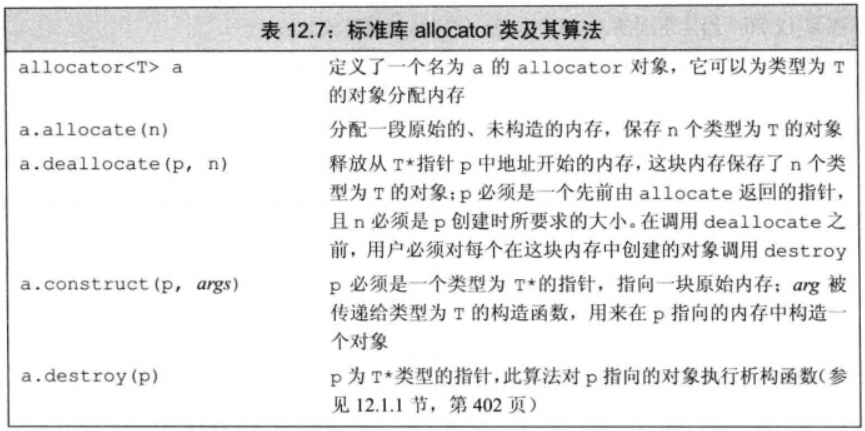 表 12.7：标准库 allocator 类及其算法
allocator<T> a 定义了一个名为 a 的 allocator 对象，它可以为类型为 T
的对象分配内存
a.allocate(n) 分配一段原始的、未构造的内存，保存 n 个类型为 T 的对象
a.deallocate(p, n) 释放从 T*指针 p 中地址开始的内存，这块内存保存了 n 个类
型为 T 的对象；p 必须是一个先前由 allocate 返回的指针，
且 n 必须是 p 创建时所要求的大小。在调用 deallocate 之
前，用户必须对每个在这块内存中创建的对象调用 destroy
a.construct(p, args) p 必须是一个类型为 T*的指针，指向一块原始内存；arg 被
传递给类型为 T 的构造函数，用来在 p 指向的内存中构造一
个对象
a.destroy(p) p 为 T*类型的指针，此算法对 p 指向的对象执行析构函数（参
见 12.1.1 节，第 402 页）